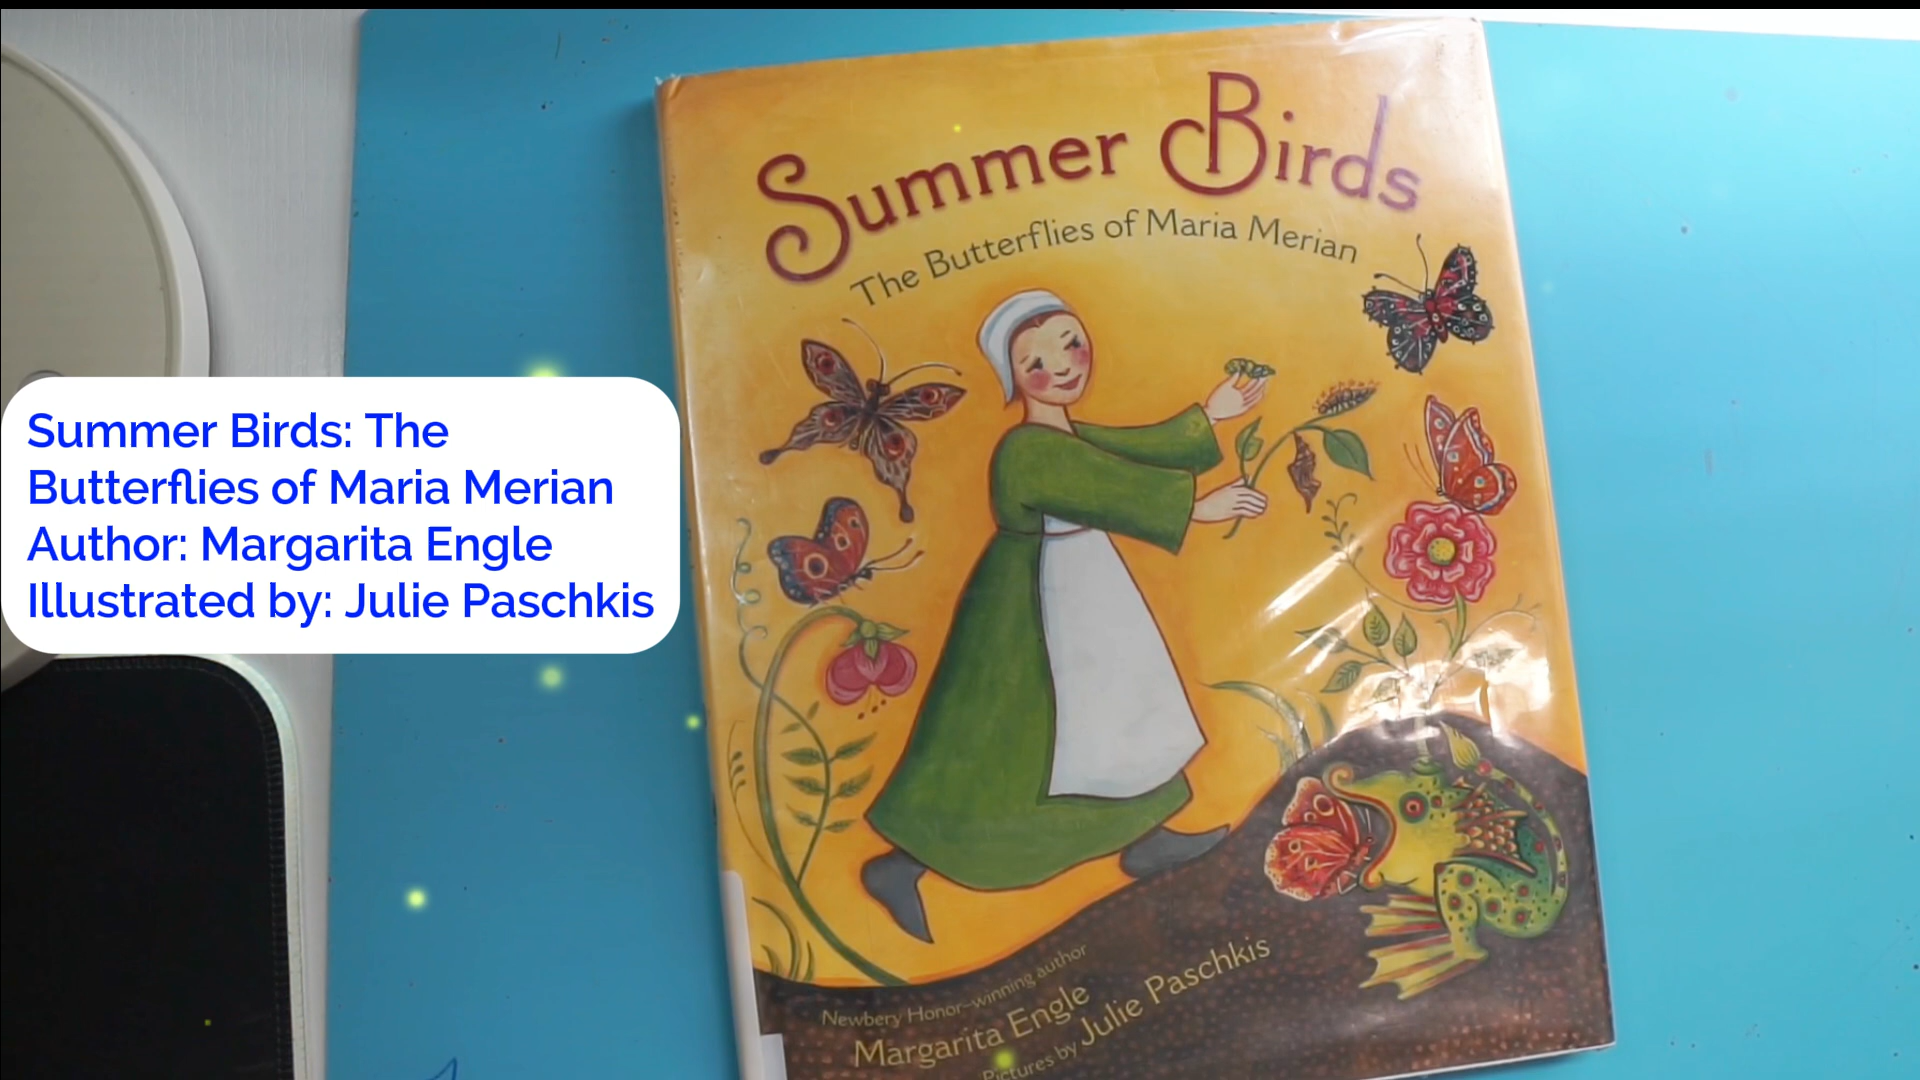 Summer Birds
The Butterflies of Maria Merian
Summer Birds: The
Butterflies of Maria Merian
Author: Margarita Engle
Illustrated by: Julie Paschkis
Newbery Honor–winning author
Margarita Engle
Pictures by Julie Paschkis